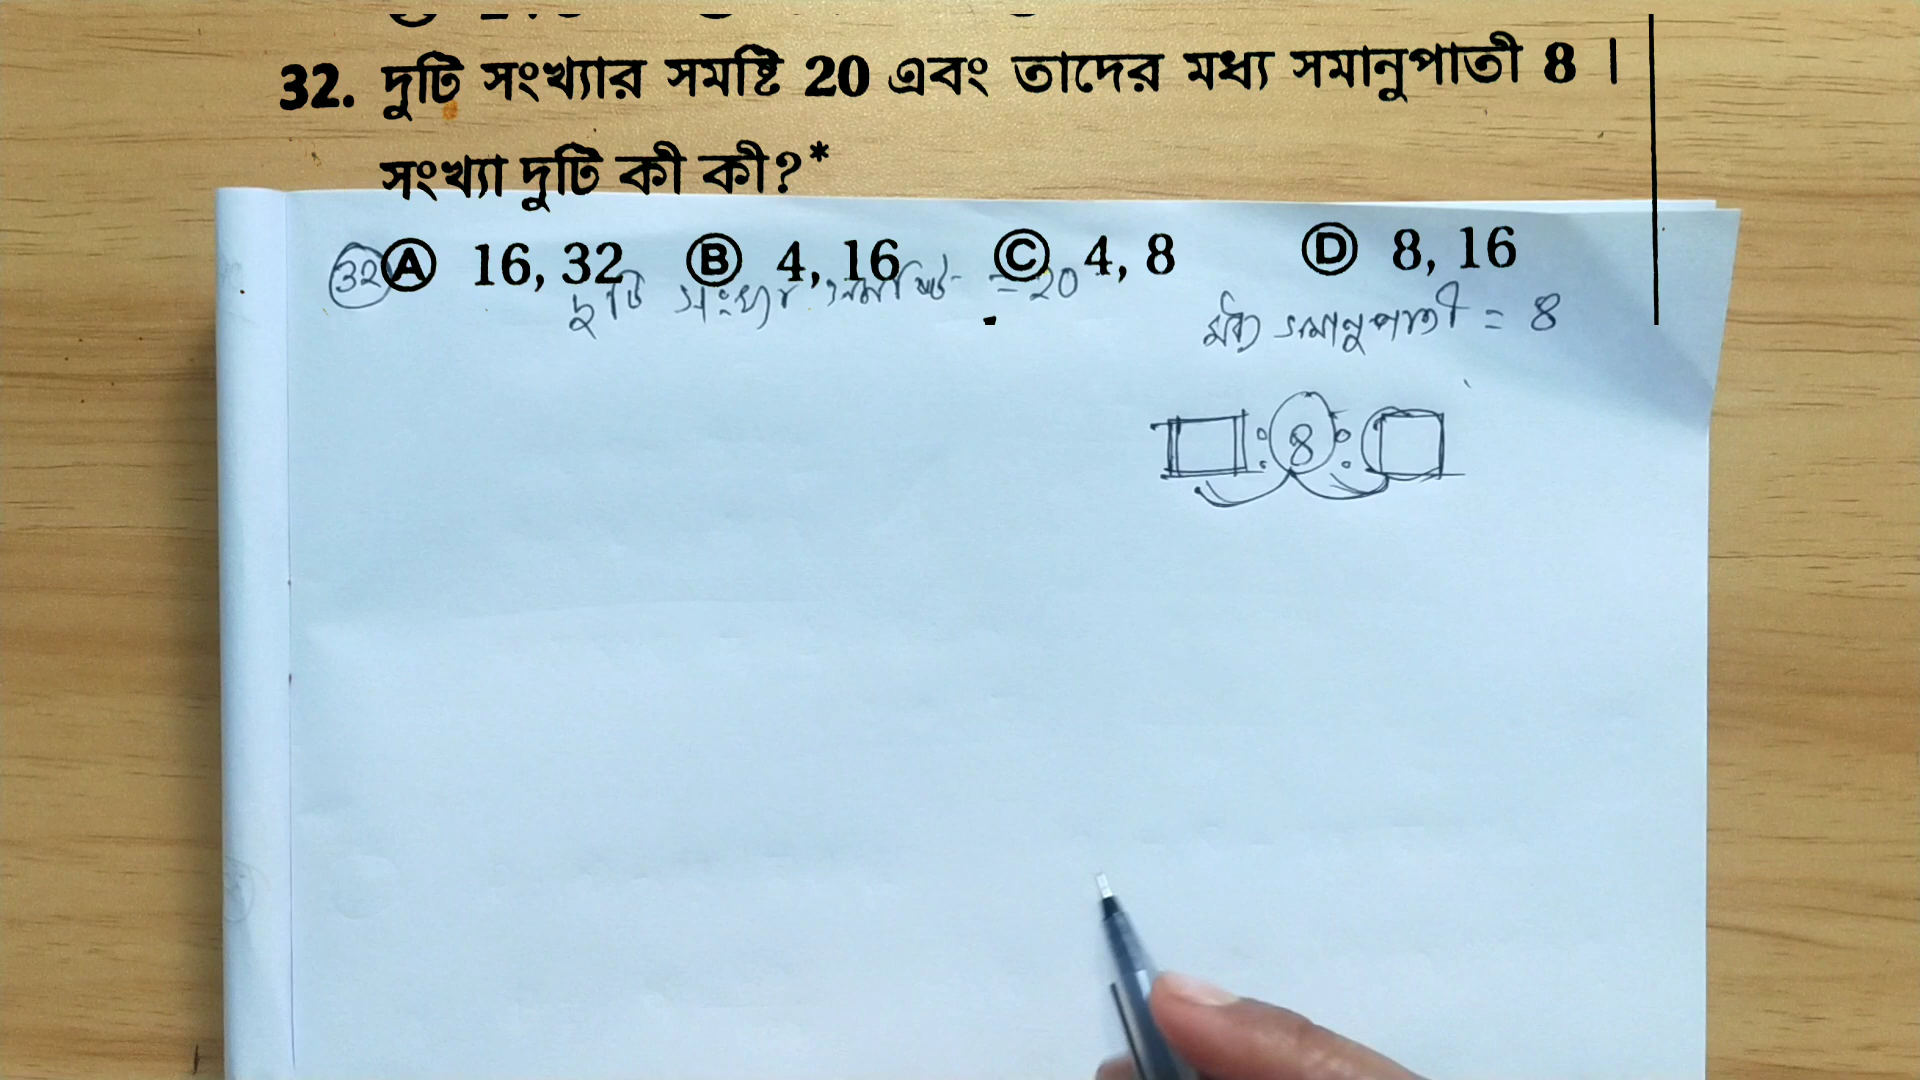 32. দুটি সংখ্যার সমষ্টি 20 এবং তাদের মধ্য সমানুপাতী 8 ।
সংখ্যা দুটি কী কী?*
Ⓐ 16, 32 Ⓑ 4, 16 Ⓒ 4, 8 Ⓓ 8, 16
32 দুটি সংখ্যার সমষ্টি = 20
মধ্য সমানুপাতী = 8
: 8 :